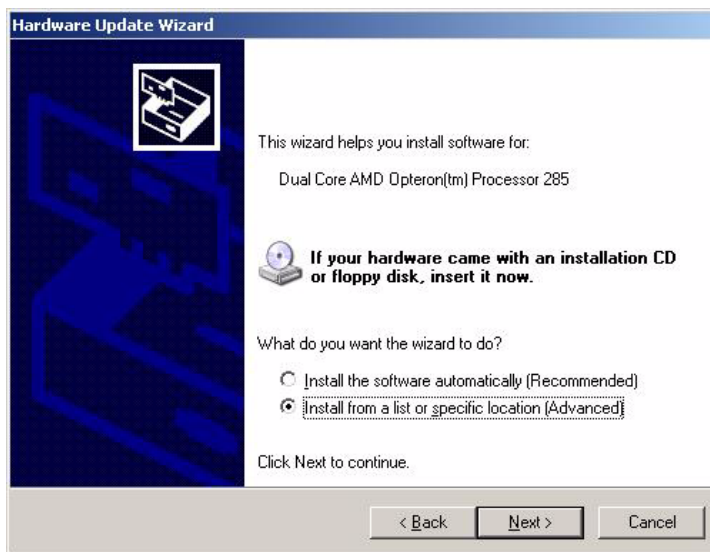 Hardware Update Wizard
This wizard helps you install software for:
Dual Core AMD Opteron(tm) Processor 285
If your hardware came with an installation CD
or floppy disk, insert it now.
What do you want the wizard to do?
Install the software automatically (Recommended)
Install from a list or specific location (Advanced)
Click Next to continue.
< Back
Next >
Cancel